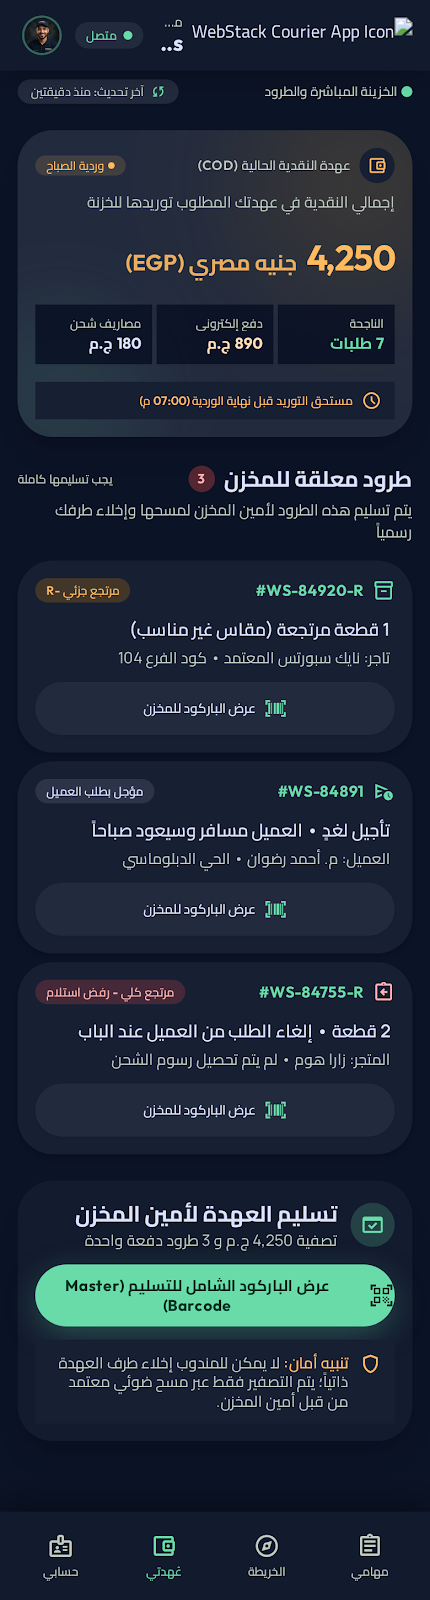 WebStack Courier App Icon
مـ...
S..
متصل
الخزينة المباشرة والطرود
آخر تحديث: منذ دقيقتين
عهدة النقدية الحالية (COD)
وردية الصباح
إجمالي النقدية في عهدتك المطلوب توريدها للخزنة
4,250 جنيه مصري (EGP)
الناجحة
7 طلبات
دفع إلكتروني
890 ج.م
مصاريف شحن
180 ج.م
مستحق التوريد قبل نهاية الوردية (07:00 م)
طرود معلقة للمخزن 3
يجب تسليمها كاملة
يتم تسليم هذه الطرود لأمين المخزن لمسحها وإخلاء طرفك
رسمياً
#WS-84920-R
مرتجع جزئي -R
1 قطعة مرتجعة (مقاس غير مناسب)
تاجر: نايك سبورتس المعتمد • كود الفرع 104
عرض الباركود للمخزن
#WS-84891
مؤجل بطلب العميل
تأجيل لغدٍ • العميل مسافر وسيعود صباحاً
العميل: م. أحمد رضوان • الحي الدبلوماسي
عرض الباركود للمخزن
#WS-84755-R
مرتجع كلي - رفض استلام
2 قطعة • إلغاء الطلب من العميل عند الباب
المتجر: زارا هوم • لم يتم تحصيل رسوم الشحن
عرض الباركود للمخزن
تسليم العهدة لأمين المخزن
تصفية 4,250 ج.م و 3 طرود دفعة واحدة
عرض الباركود الشامل للتسليم (Master
Barcode)
تنبيه أمان: لا يمكن للمندوب إخلاء طرف العهدة
ذاتياً؛ يتم التصفير فقط عبر مسح ضوئي معتمد
من قبل أمين المخزن.
مهامي
الخريطة
عُهدتي
حسابي